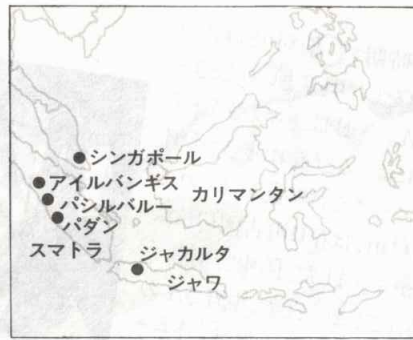 シンガポール
アイルバンギス
カリマンタン
パシルバルー
パダン
スマトラ
ジャカルタ
ジャワ